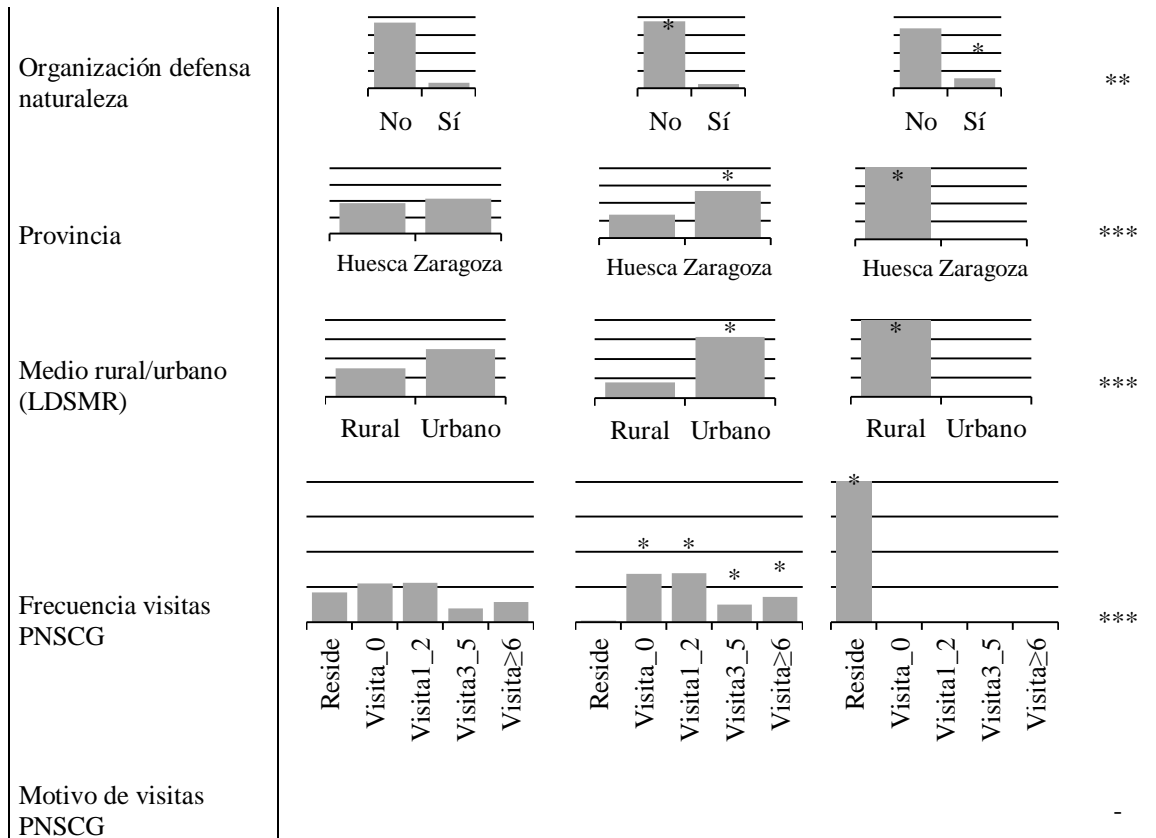 *
*
Organización defensa
naturaleza
**
No Sí
No Sí
No Sí
*
*
Provincia
***
Huesca Zaragoza
Huesca Zaragoza
Huesca Zaragoza
*
*
Medio rural/urbano
(LDSMR)
***
Rural Urbano
Rural Urbano
Rural Urbano
*
* * * *
Frecuencia visitas
PNSCG
***
Reside Visita_0 Visita1_2 Visita3_5 Visita≥6
Reside Visita_0 Visita1_2 Visita3_5 Visita≥6
Reside Visita_0 Visita1_2 Visita3_5 Visita≥6
Motivo de visitas
PNSCG
-